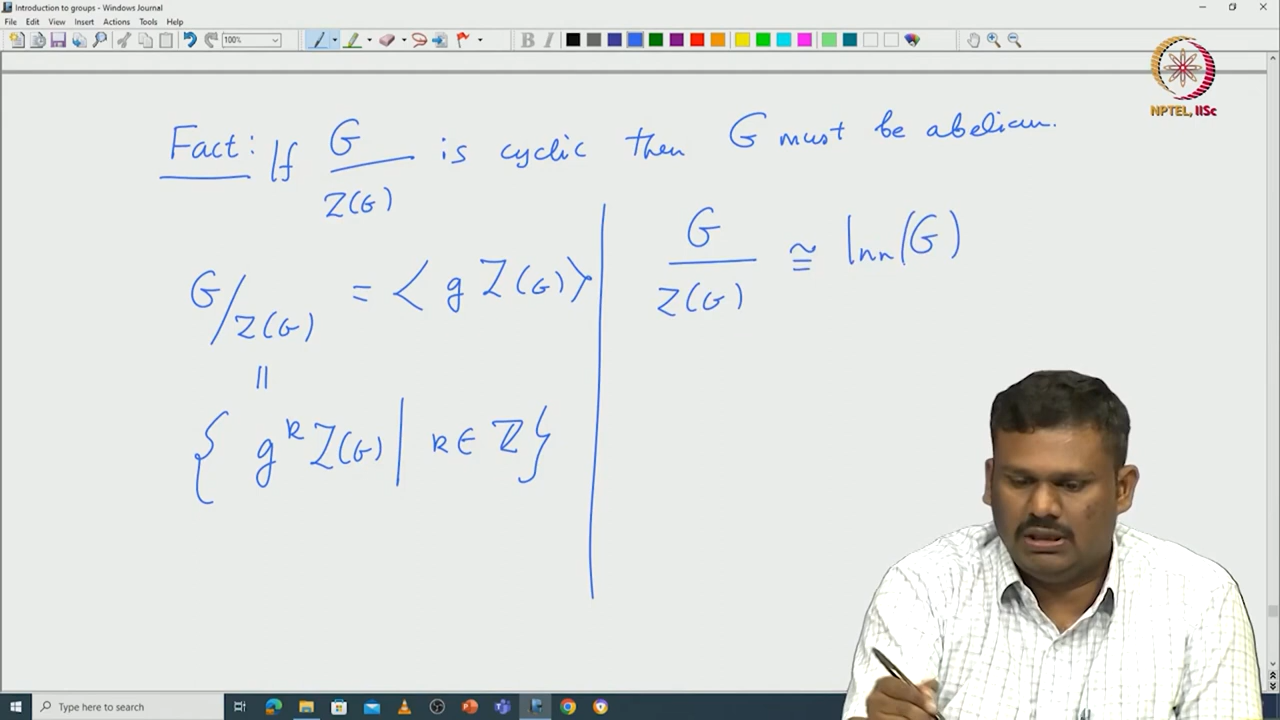 Introduction to groups - Windows Journal
File Edit View Insert Actions Tools Help
100%
B I
NPTEL, IISc
Fact: If G/Z(G) is cyclic then G must be abelian.
G/Z(G) = < g Z(G) >
||
{ g^k Z(G) | k ∈ ℤ }
G/Z(G) ≅ Inn(G)
Type here to search